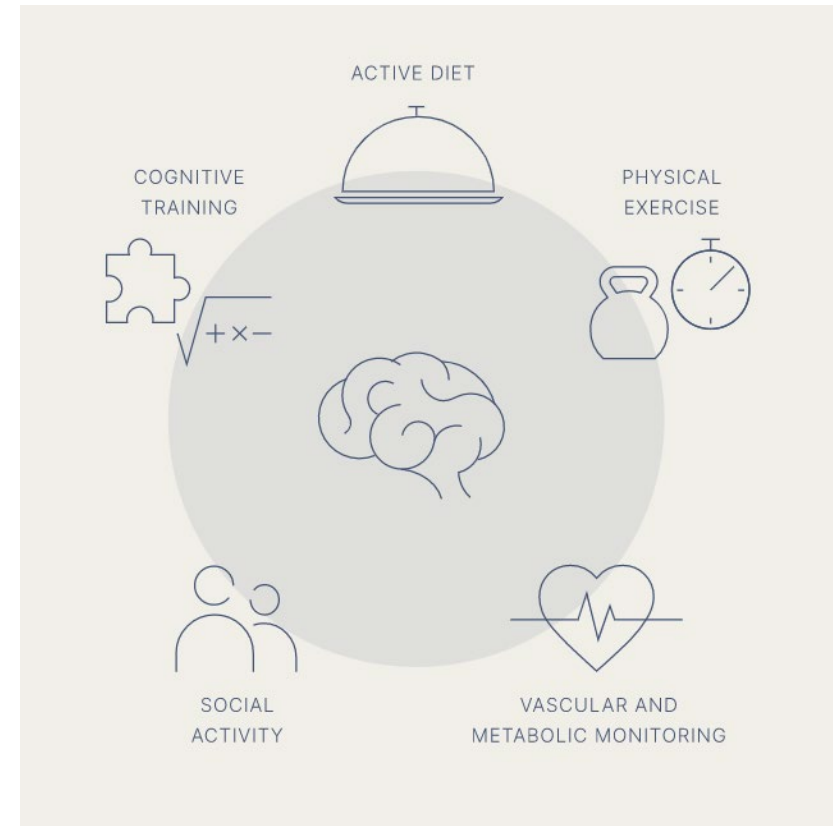 ACTIVE DIET
COGNITIVE
TRAINING
PHYSICAL
EXERCISE
+ × −
SOCIAL
ACTIVITY
VASCULAR AND
METABOLIC MONITORING